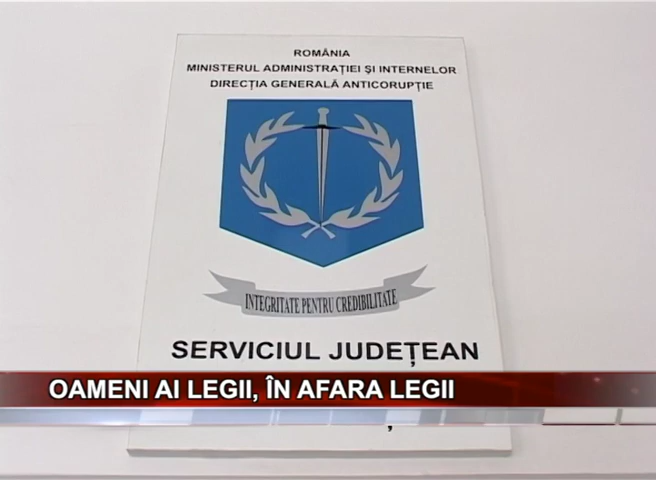 ROMÂNIA
MINISTERUL ADMINISTRAȚIEI ȘI INTERNELOR
DIRECȚIA GENERALĂ ANTICORUPȚIE
INTEGRITATE PENTRU CREDIBILITATE
SERVICIUL JUDEȚEAN
OAMENI AI LEGII, ÎN AFARA LEGII